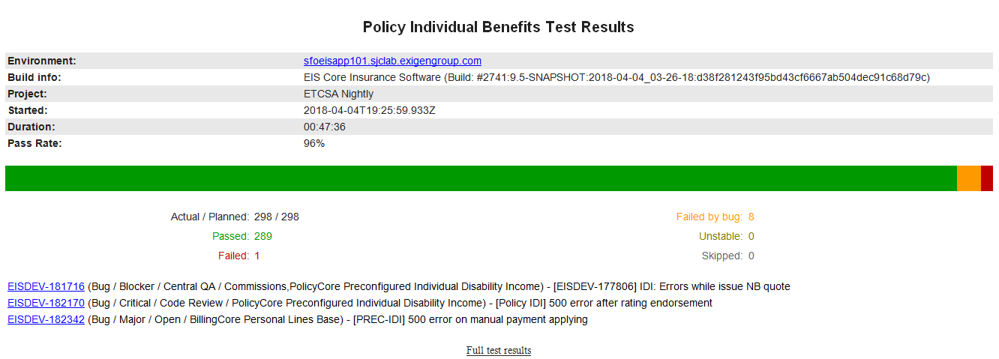 Policy Individual Benefits Test Results
Environment: sfoeisapp101.sjclab.exigengroup.com
Build info: EIS Core Insurance Software (Build: #2741:9.5-SNAPSHOT:2018-04-04_03-26-18:d38f281243f95bd43cf6667ab504dec91c68d79c)
Project: ETCSA Nightly
Started: 2018-04-04T19:25:59.933Z
Duration: 00:47:36
Pass Rate: 96%
Actual / Planned: 298 / 298 Failed by bug: 8
Passed: 289 Unstable: 0
Failed: 1 Skipped: 0
EISDEV-181716 (Bug / Blocker / Central QA / Commissions,PolicyCore Preconfigured Individual Disability Income) - [EISDEV-177806] IDI: Errors while issue NB quote
EISDEV-182170 (Bug / Critical / Code Review / PolicyCore Preconfigured Individual Disability Income) - [Policy IDI] 500 error after rating endorsement
EISDEV-182342 (Bug / Major / Open / BillingCore Personal Lines Base) - [PREC-IDI] 500 error on manual payment applying
Full test results